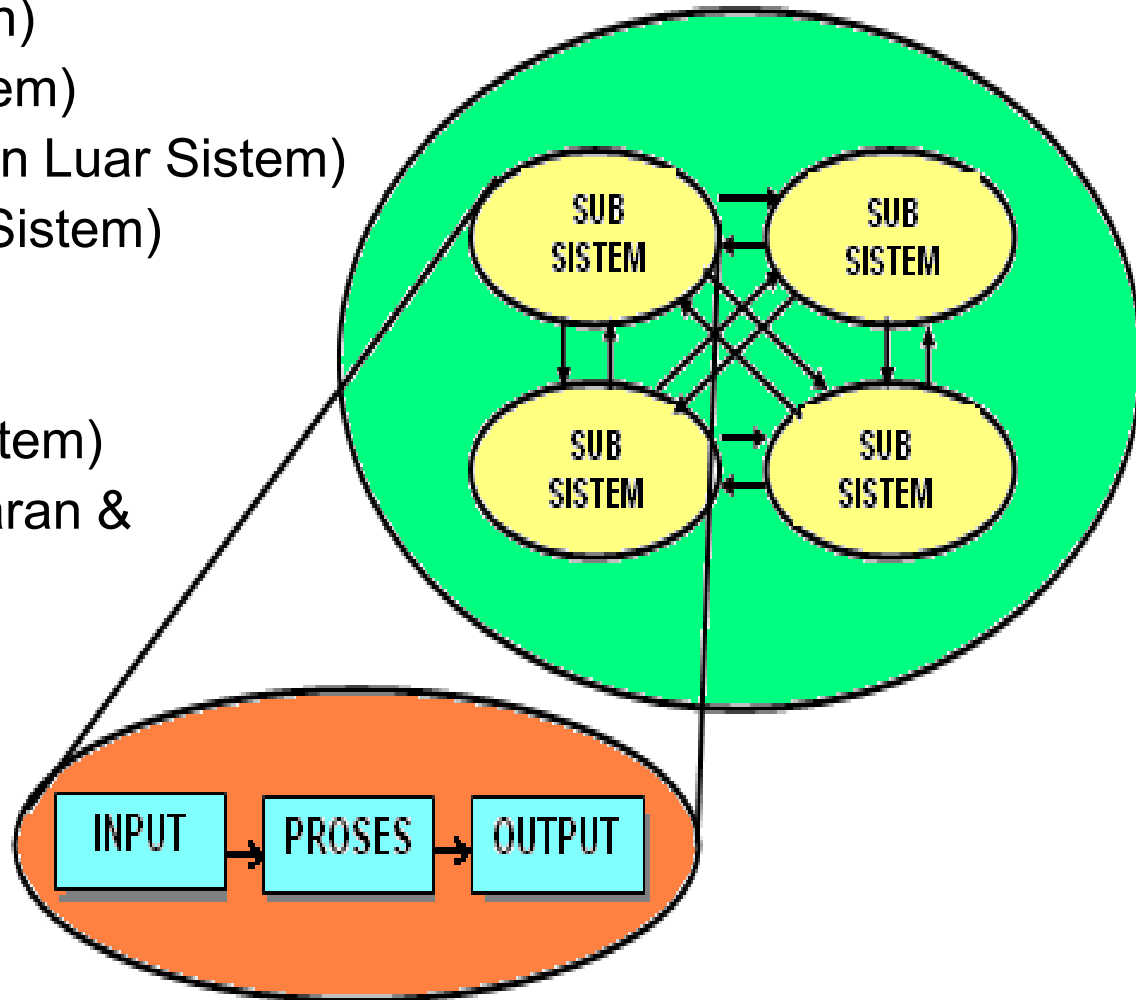 n)
em)
n Luar Sistem)
Sistem)
tem)
aran &
SUB
SISTEM
SUB
SISTEM
SUB
SISTEM
SUB
SISTEM
INPUT
PROSES
OUTPUT